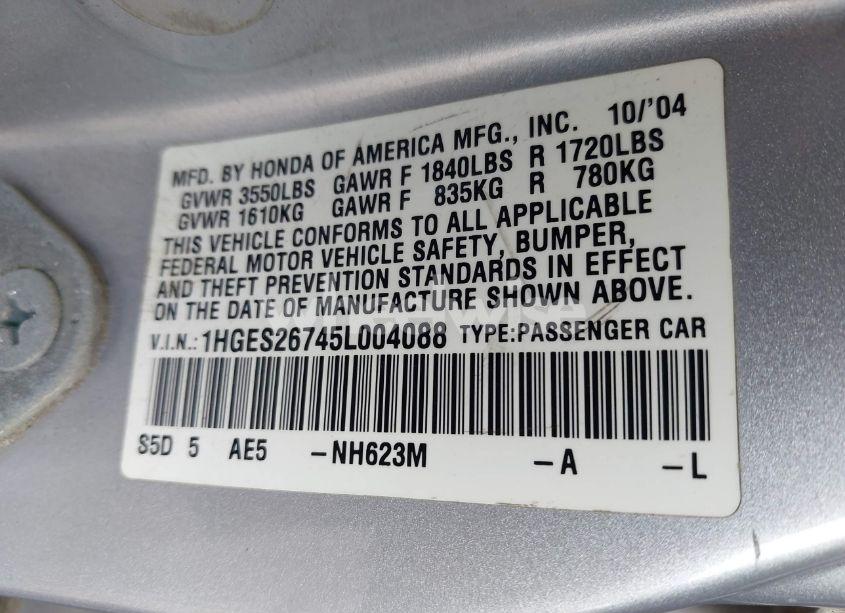 MFD. BY HONDA OF AMERICA MFG., INC. 10/'04
GVWR 3550LBS GAWR F 1840LBS R 1720LBS
GVWR 1610KG GAWR F 835KG R 780KG
THIS VEHICLE CONFORMS TO ALL APPLICABLE
FEDERAL MOTOR VEHICLE SAFETY, BUMPER,
AND THEFT PREVENTION STANDARDS IN EFFECT
ON THE DATE OF MANUFACTURE SHOWN ABOVE.
V.I.N.: 1HGES26745L004088 TYPE:PASSENGER CAR
S5D 5 AE5 -NH623M -A -L